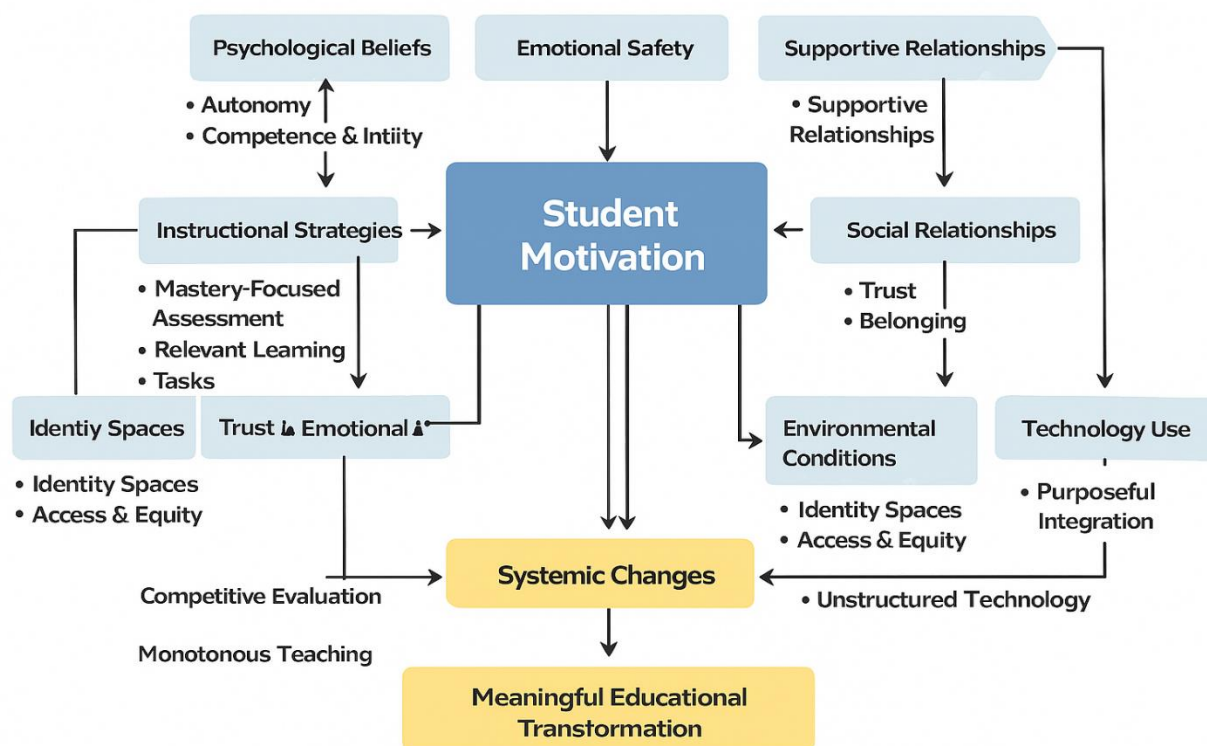 Psychological Beliefs
Emotional Safety
Supportive Relationships
• Autonomy
• Competence & Intiity
• Supportive
Relationships
Student
Motivation
Instructional Strategies
Social Relationships
• Mastery-Focused
Assessment
• Relevant Learning
• Tasks
• Trust
• Belonging
Identiy Spaces
Trust
Emotional
Environmental
Conditions
Technology Use
• Identity Spaces
• Access & Equity
• Identity Spaces
• Access & Equity
• Purposeful
Integration
Systemic Changes
Competitive Evaluation
• Unstructured Technology
Monotonous Teaching
Meaningful Educational
Transformation